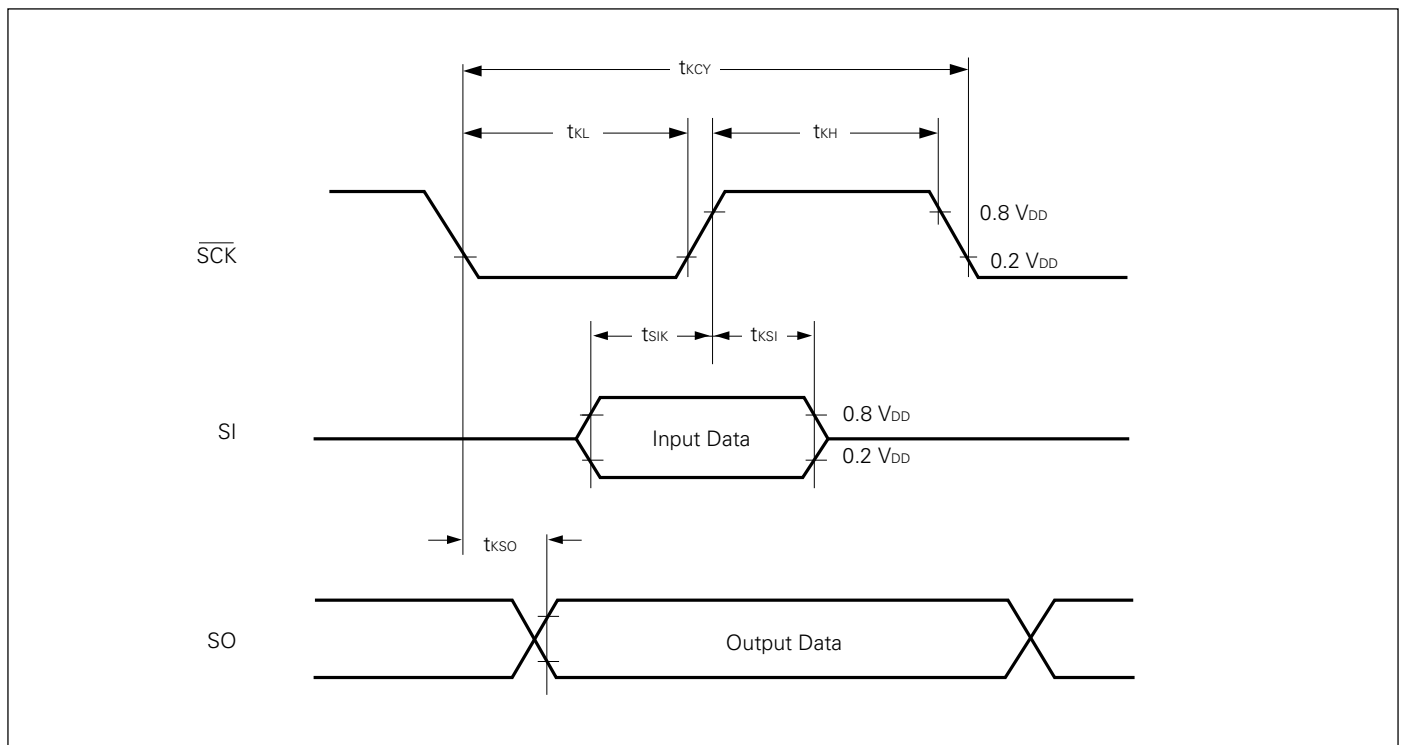 tKCY
tKL
tKH
0.8 VDD
S̅C̅K̅
0.2 VDD
tSIK
tKSI
0.8 VDD
SI
Input Data
0.2 VDD
tKSO
SO
Output Data